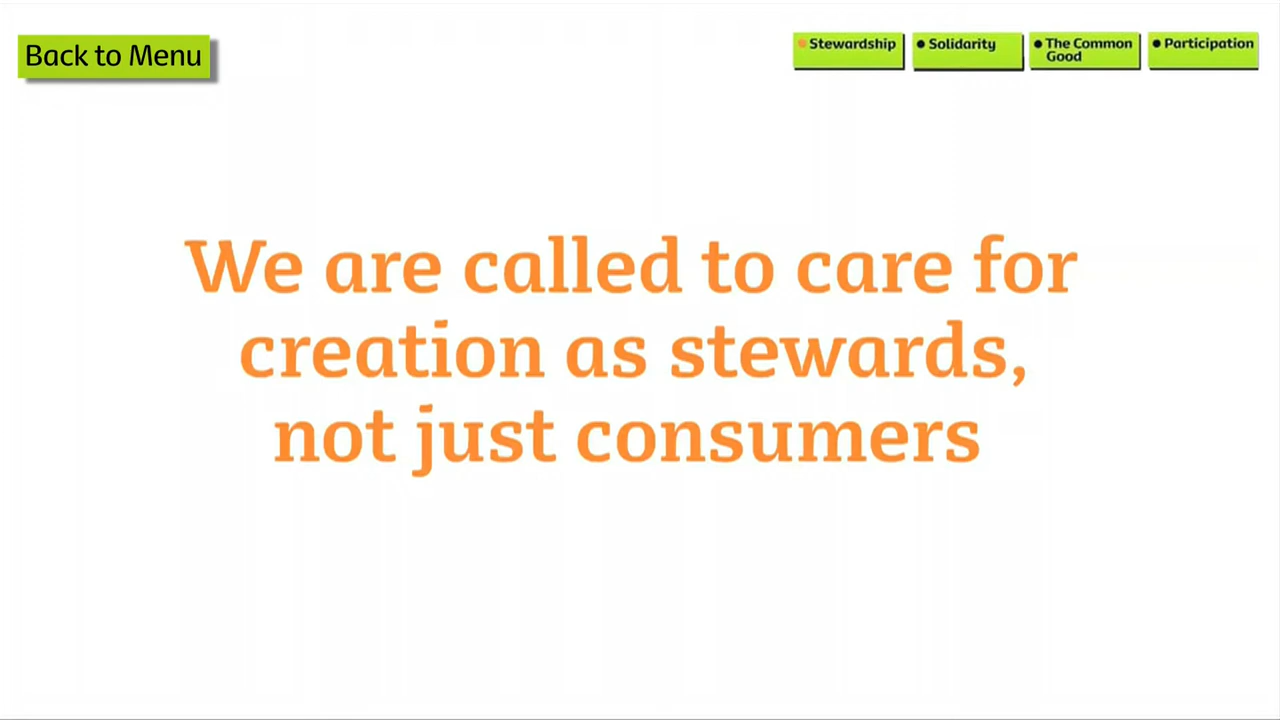 Back to Menu
Stewardship
Solidarity
The Common
Good
Participation
We are called to care for
creation as stewards,
not just consumers